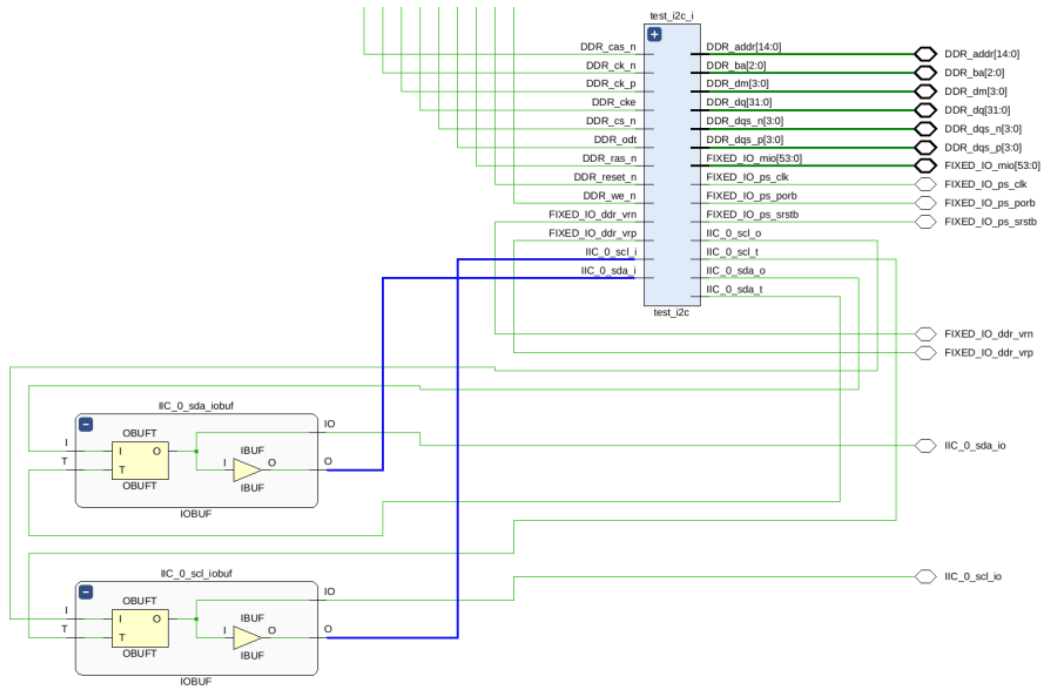 test_i2c_i
DDR_cas_n
DDR_ck_n
DDR_ck_p
DDR_cke
DDR_cs_n
DDR_odt
DDR_ras_n
DDR_reset_n
DDR_we_n
FIXED_IO_ddr_vrn
FIXED_IO_ddr_vrp
IIC_0_scl_i
IIC_0_sda_i
DDR_addr[14:0]
DDR_ba[2:0]
DDR_dm[3:0]
DDR_dq[31:0]
DDR_dqs_n[3:0]
DDR_dqs_p[3:0]
FIXED_IO_mio[53:0]
FIXED_IO_ps_clk
FIXED_IO_ps_porb
FIXED_IO_ps_srstb
IIC_0_scl_o
IIC_0_scl_t
IIC_0_sda_o
IIC_0_sda_t
test_i2c
DDR_addr[14:0]
DDR_ba[2:0]
DDR_dm[3:0]
DDR_dq[31:0]
DDR_dqs_n[3:0]
DDR_dqs_p[3:0]
FIXED_IO_mio[53:0]
FIXED_IO_ps_clk
FIXED_IO_ps_porb
FIXED_IO_ps_srstb
FIXED_IO_ddr_vrn
FIXED_IO_ddr_vrp
IIC_0_sda_io
IIC_0_scl_io
IIC_0_sda_iobuf
OBUFT
I
T
I
T
O
OBUFT
IBUF
I
O
IBUF
IO
O
IOBUF
IIC_0_scl_iobuf
OBUFT
I
T
I
T
O
OBUFT
IBUF
I
O
IBUF
IO
O
IOBUF